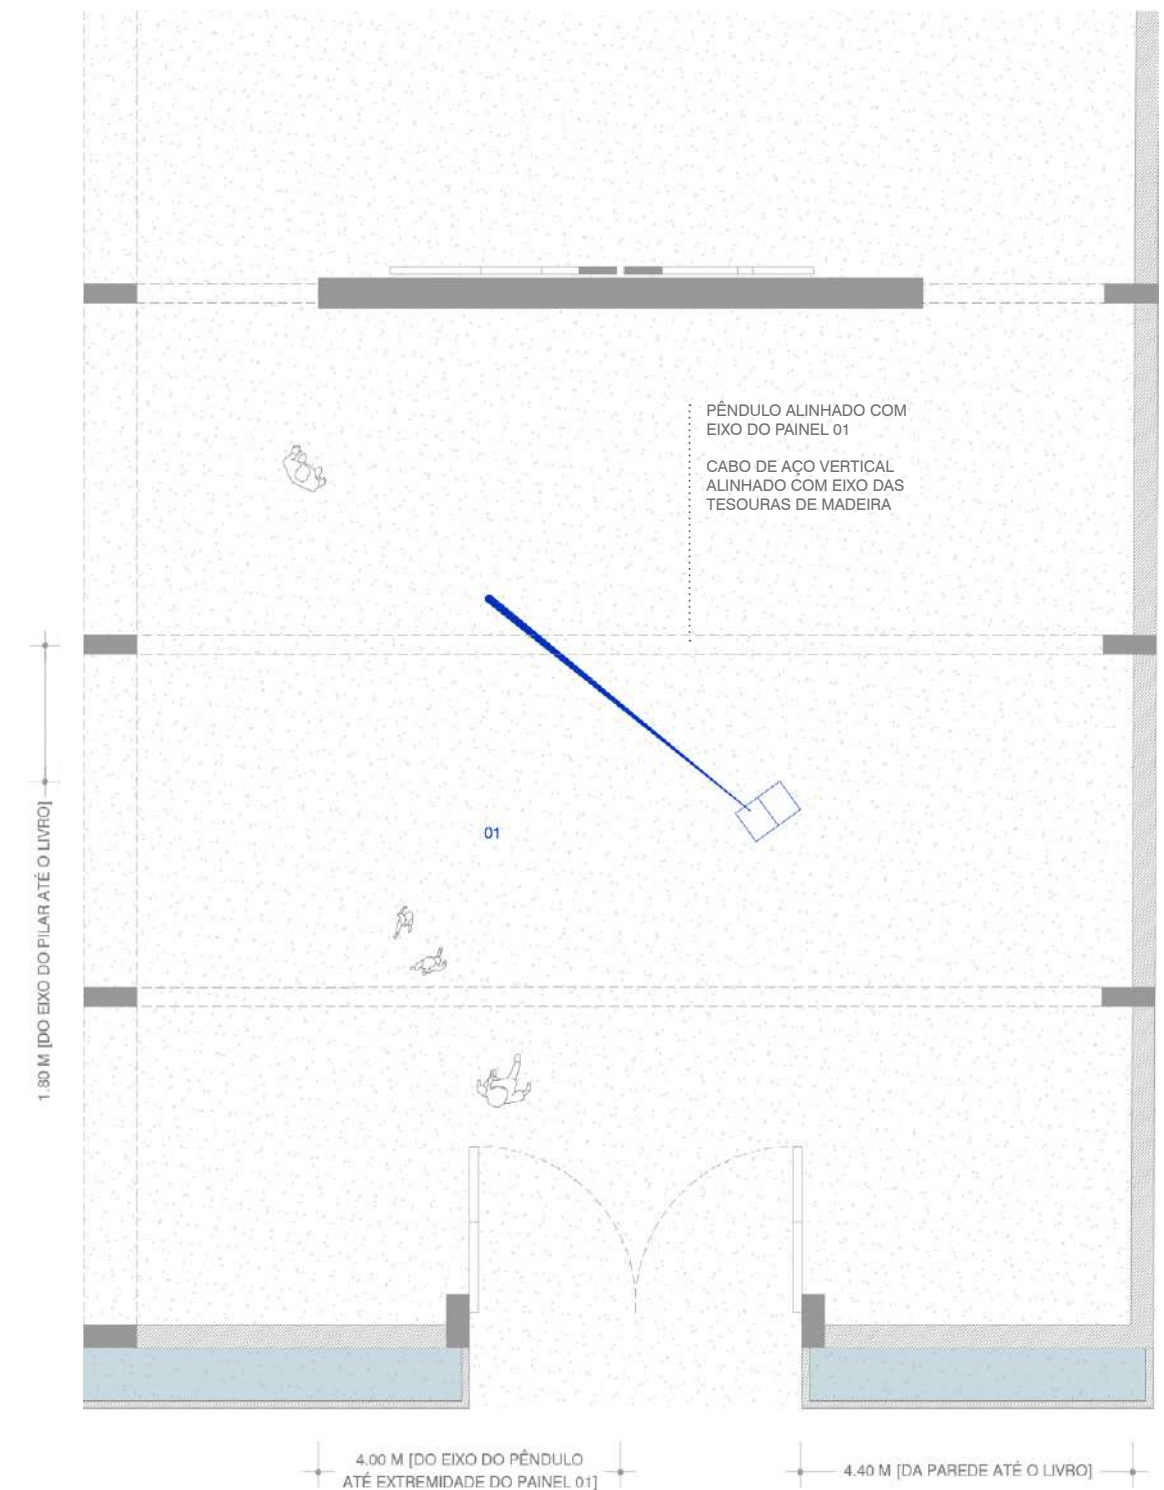 PÊNDULO ALINHADO COM
EIXO DO PAINEL 01
CABO DE AÇO VERTICAL
ALINHADO COM EIXO DAS
TESOURAS DE MADEIRA
01
1.80 M [DO EIXO DO PILAR ATÉ O LIVRO]
4.00 M [DO EIXO DO PÊNDULO
ATÉ EXTREMIDADE DO PAINEL 01]
4.40 M [DA PAREDE ATÉ O LIVRO]